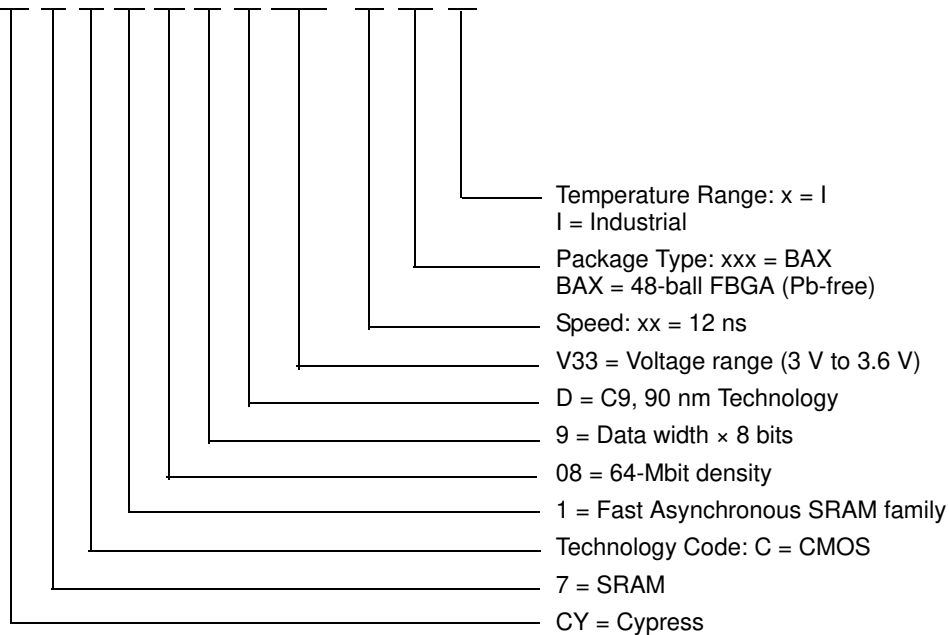 Temperature Range: x = I
I = Industrial
Package Type: xxx = BAX
BAX = 48-ball FBGA (Pb-free)
Speed: xx = 12 ns
V33 = Voltage range (3 V to 3.6 V)
D = C9, 90 nm Technology
9 = Data width × 8 bits
08 = 64-Mbit density
1 = Fast Asynchronous SRAM family
Technology Code: C = CMOS
7 = SRAM
CY = Cypress